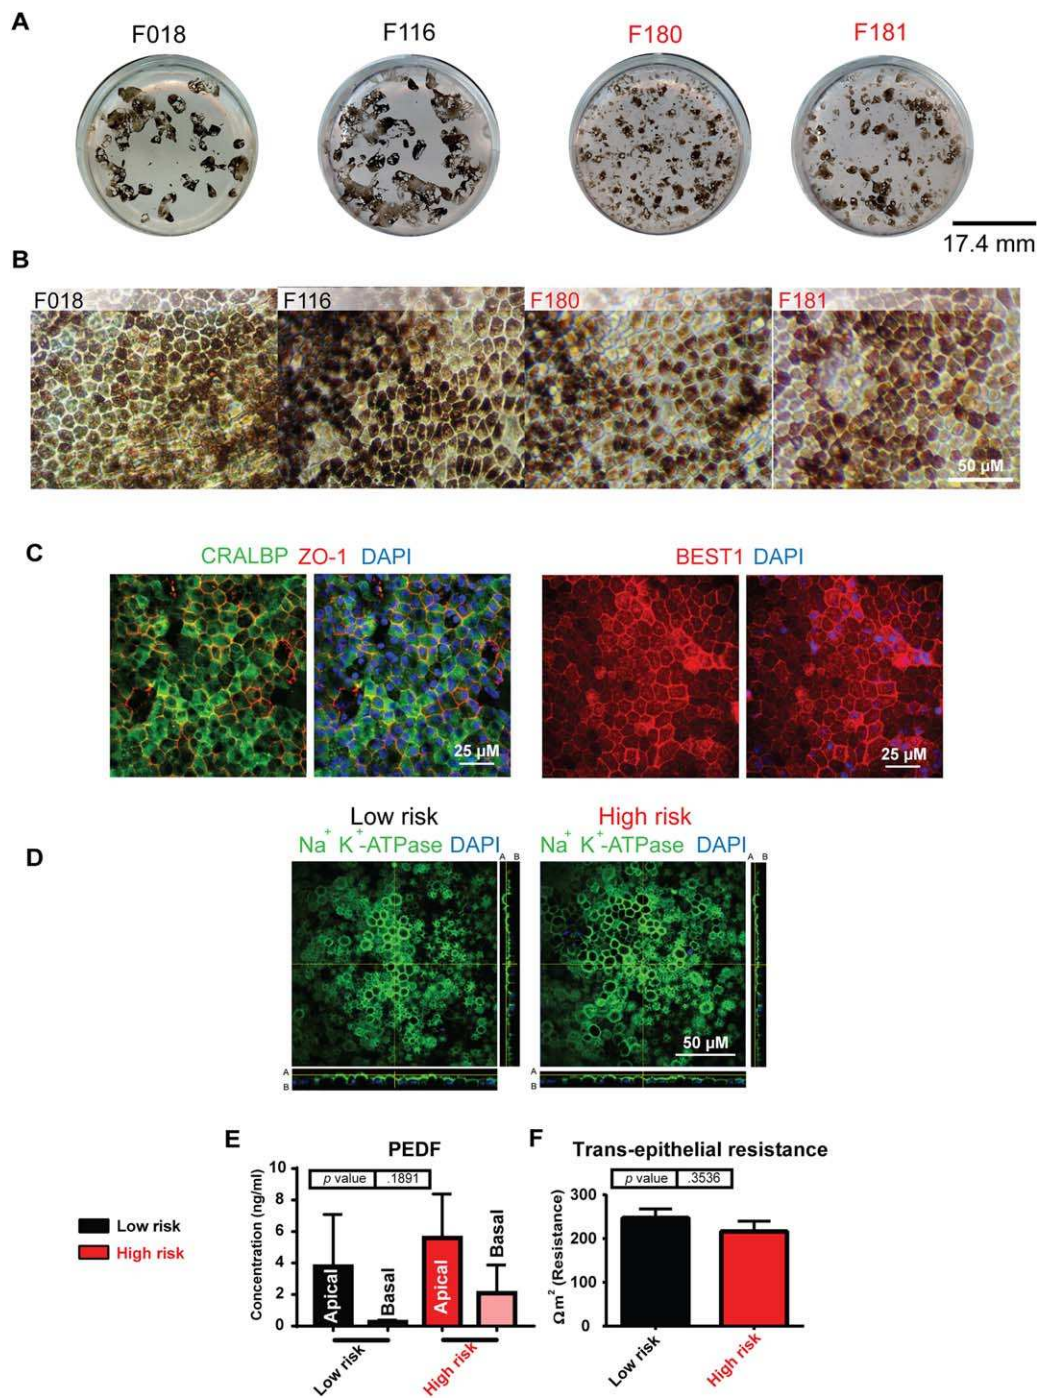 A
F018 F116 F180 F181
17.4 mm
B
F018 F116 F180 F181
50 µM
C
CRALBP ZO-1 DAPI BEST1 DAPI
25 µM 25 µM
Low risk High risk
D
Na+ K+-ATPase DAPI Na+ K+-ATPase DAPI
A B A B
50 µM
A A
B B
E PEDF
p value .1891
Concentration (ng/ml)
10
8
6
4
2
0
Apical Basal Apical Basal
Low risk High risk
Low risk
High risk
F Trans-epithelial resistance
p value .3536
Ωm² (Resistance)
300
200
100
0
Low risk High risk